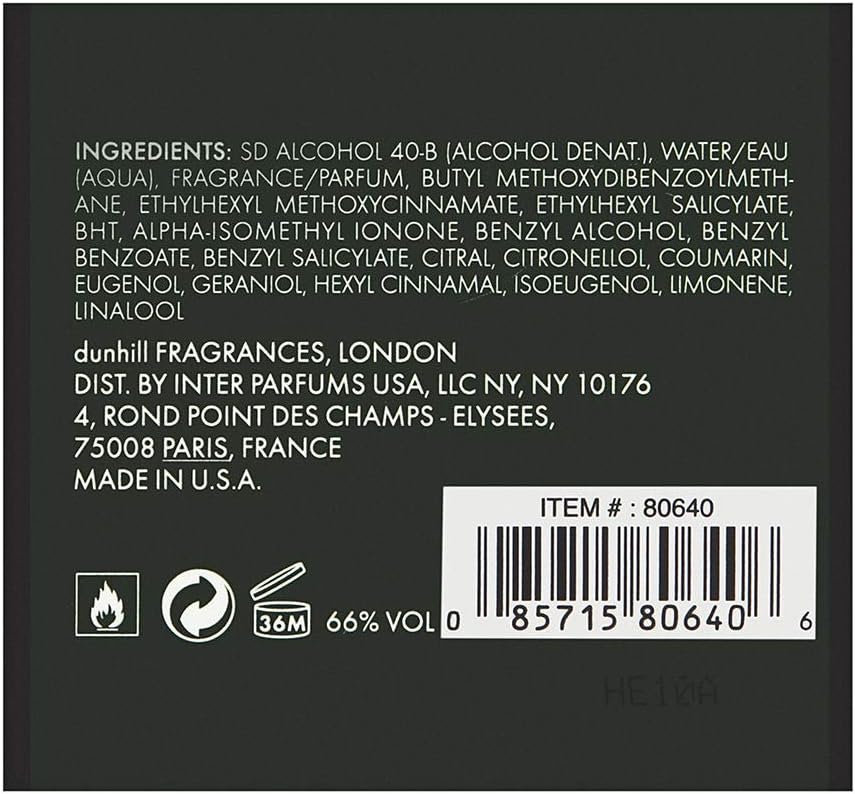 INGREDIENTS: SD ALCOHOL 40-B (ALCOHOL DENAT.), WATER/EAU
(AQUA), FRAGRANCE/PARFUM, BUTYL METHOXYDIBENZOYLMETH-
ANE, ETHYLHEXYL METHOXYCINNAMATE, ETHYLHEXYL SALICYLATE,
BHT, ALPHA-ISOMETHYL IONONE, BENZYL ALCOHOL, BENZYL
BENZOATE, BENZYL SALICYLATE, CITRAL, CITRONELLOL, COUMARIN,
EUGENOL, GERANIOL, HEXYL CINNAMAL, ISOEUGENOL, LIMONENE,
LINALOOL
dunhill FRAGRANCES, LONDON
DIST. BY INTER PARFUMS USA, LLC NY, NY 10176
4, ROND POINT DES CHAMPS - ELYSEES,
75008 PARIS, FRANCE
MADE IN U.S.A.
ITEM # : 80640
36M 66% VOL
0 85715 80640 6
HE10A